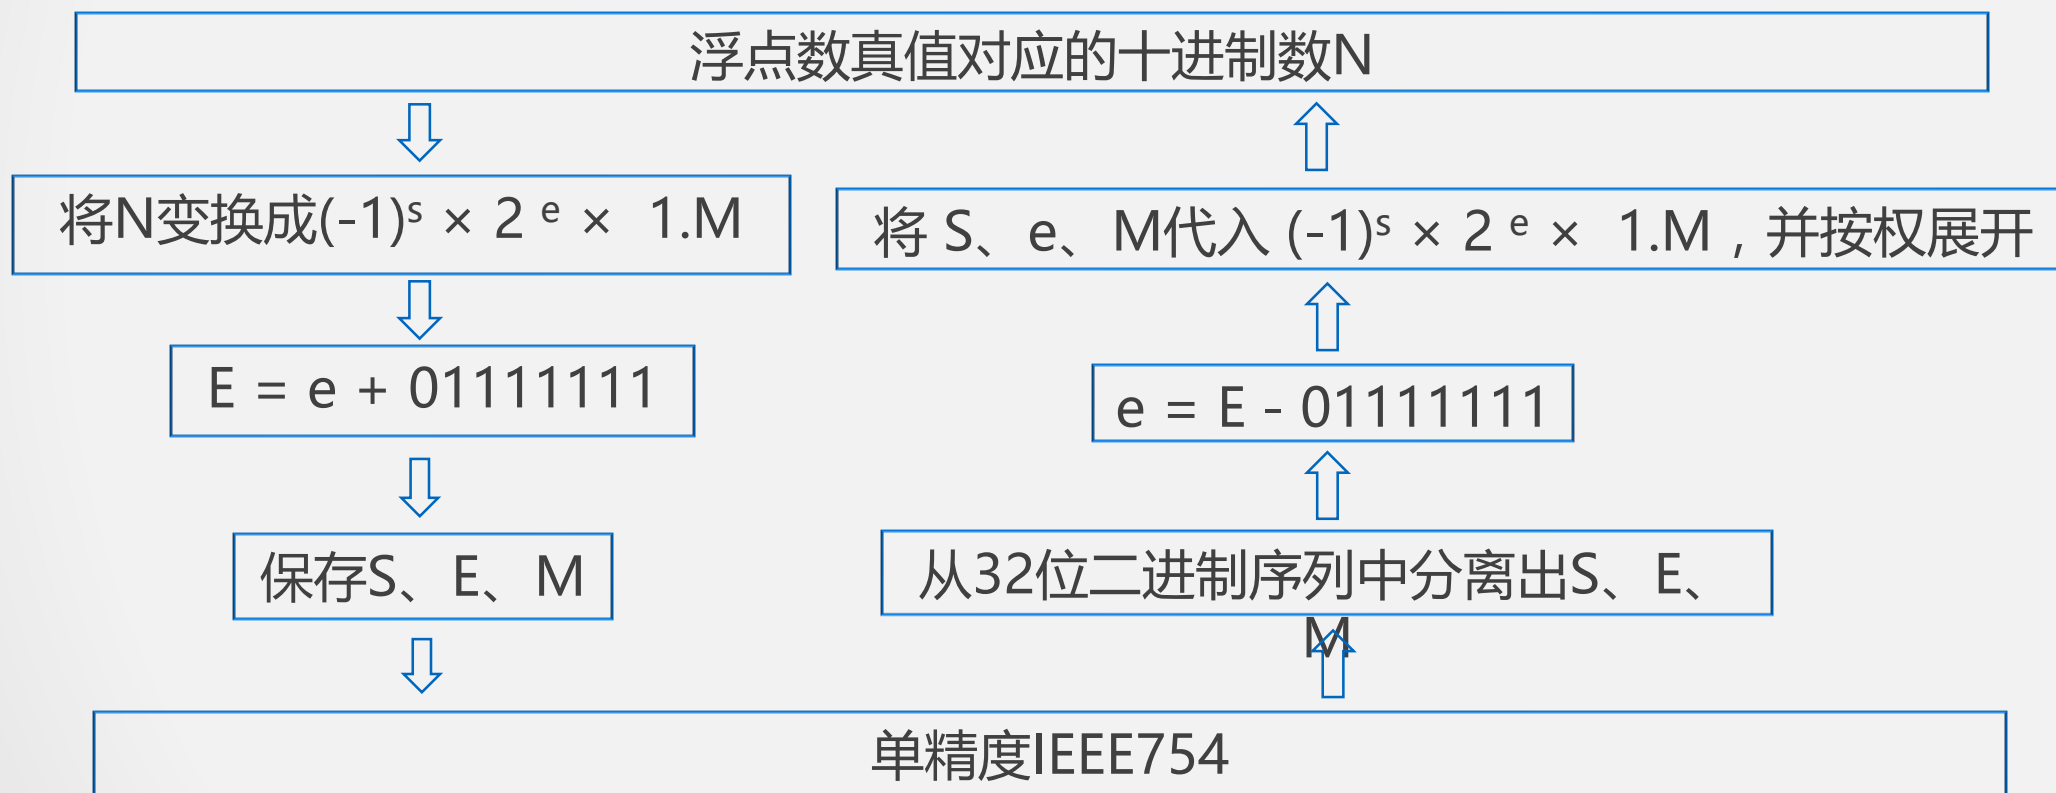 浮点数真值对应的十进制数N
将N变换成(-1)ˢ × 2 ᵉ × 1.M
E = e + 01111111
保存S、E、M
将 S、e、M代入 (-1)ˢ × 2 ᵉ × 1.M，并按权展开
e = E - 01111111
从32位二进制序列中分离出S、E、
M
单精度IEEE754